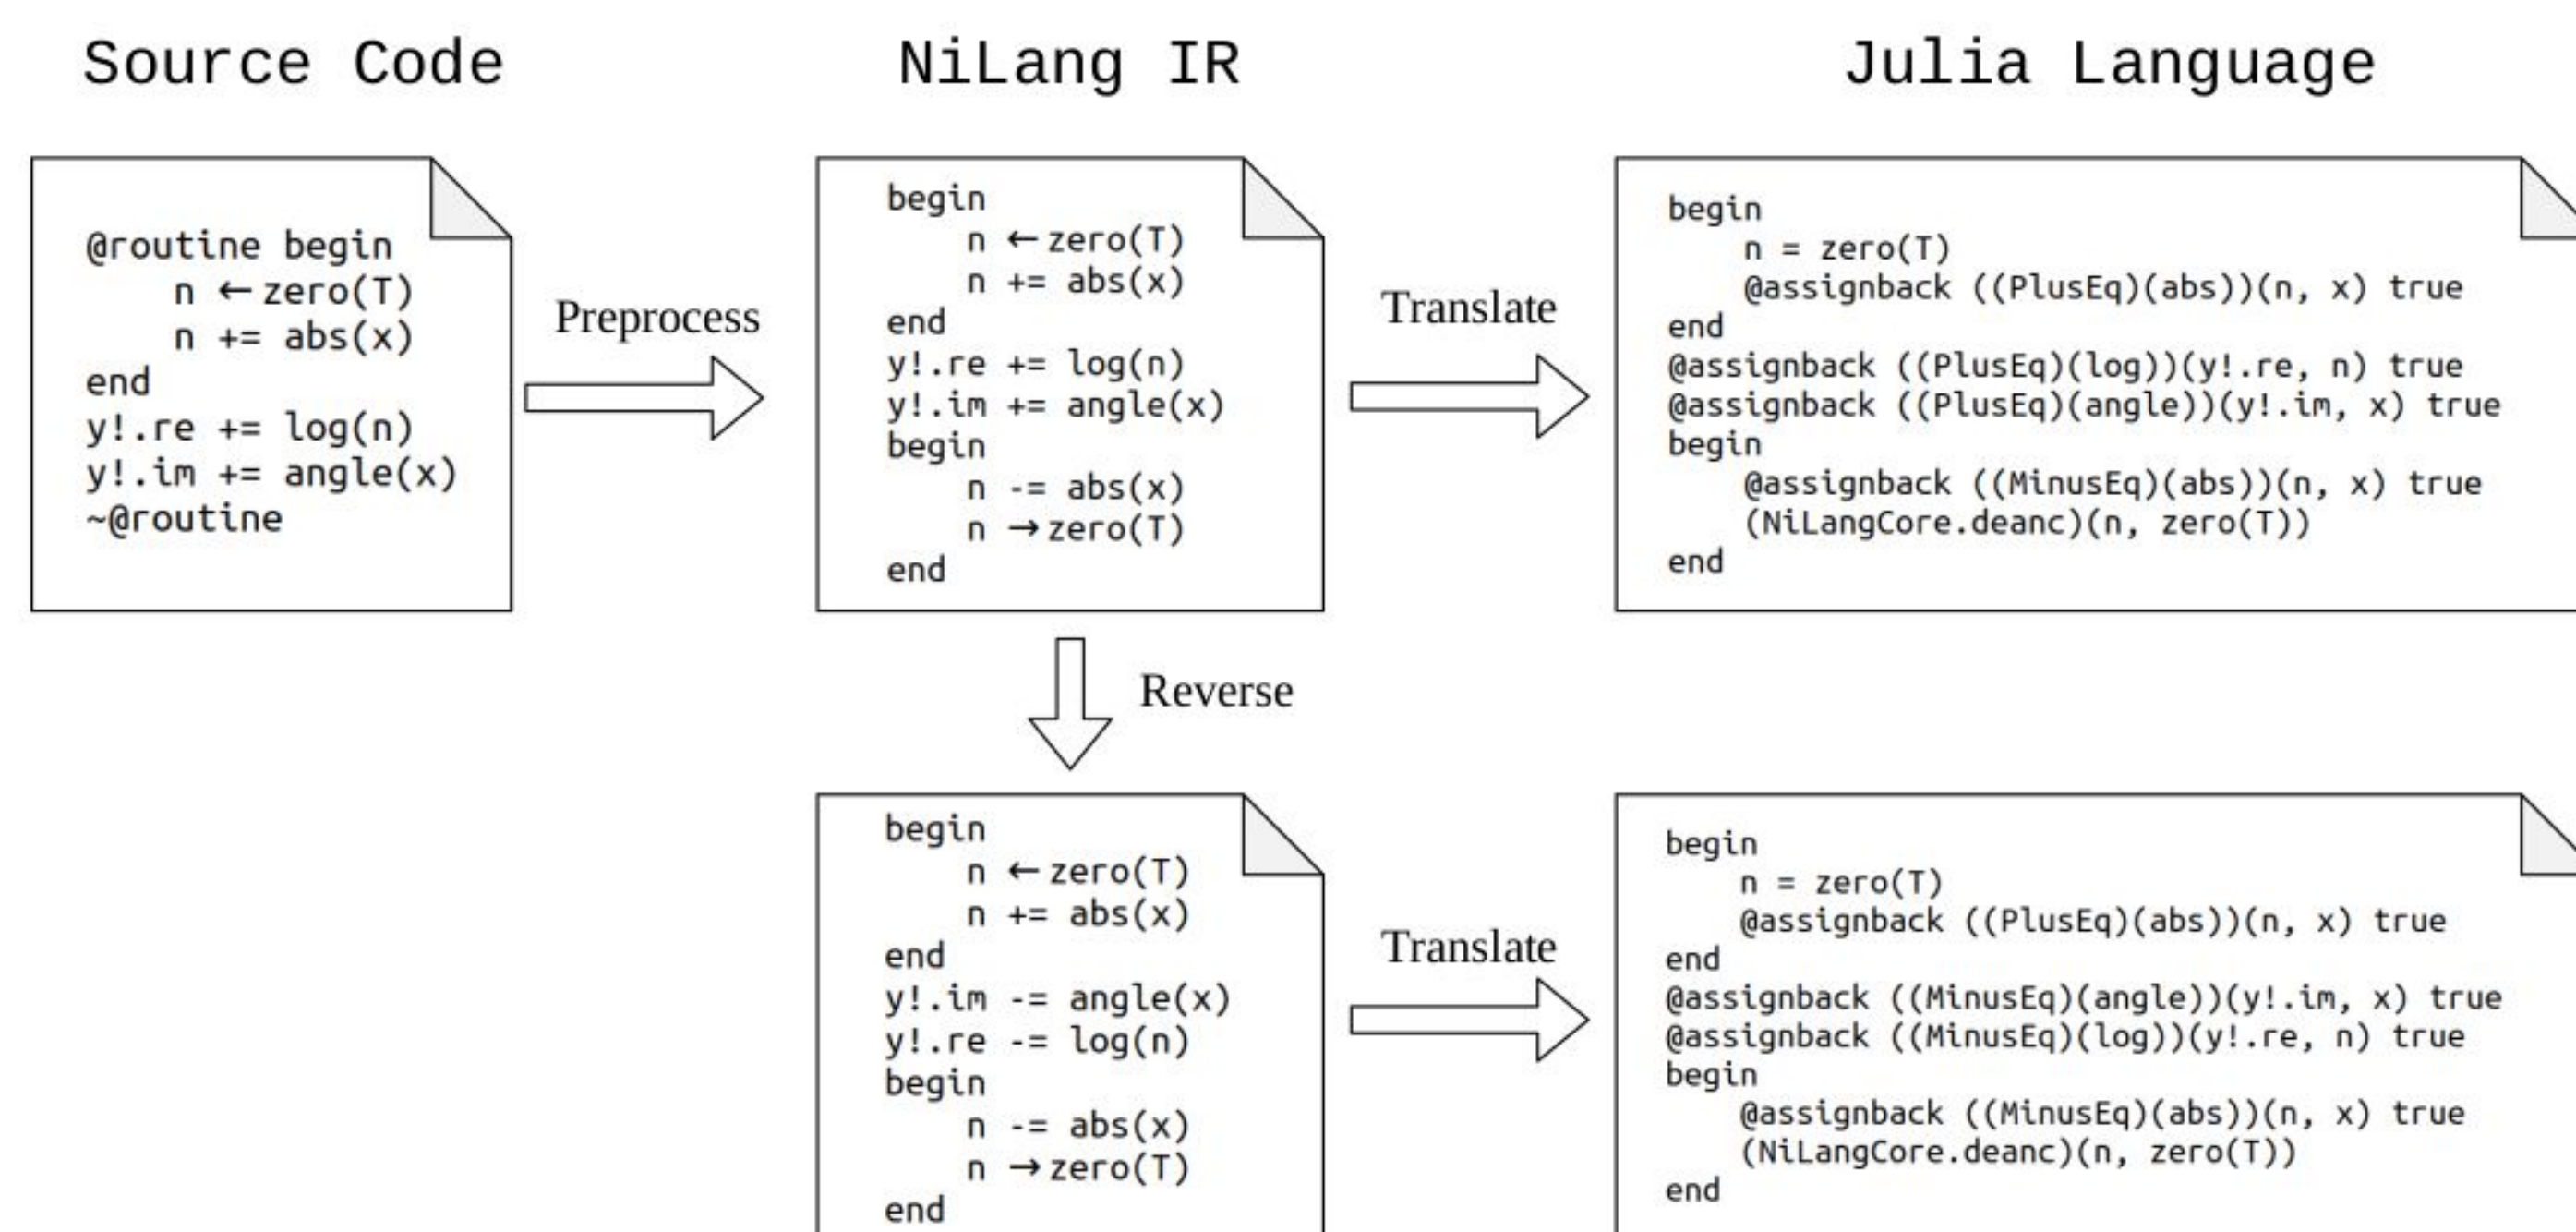 Source Code
NiLang IR
Julia Language
@routine begin
    n ← zero(T)
    n += abs(x)
end
y!.re += log(n)
y!.im += angle(x)
~@routine
Preprocess
begin
    n ← zero(T)
    n += abs(x)
end
y!.re += log(n)
y!.im += angle(x)
begin
    n -= abs(x)
    n → zero(T)
end
Translate
begin
    n = zero(T)
    @assignback ((PlusEq)(abs))(n, x) true
end
@assignback ((PlusEq)(log))(y!.re, n) true
@assignback ((PlusEq)(angle))(y!.im, x) true
begin
    @assignback ((MinusEq)(abs))(n, x) true
    (NiLangCore.deanc)(n, zero(T))
end
Reverse
begin
    n ← zero(T)
    n += abs(x)
end
y!.im -= angle(x)
y!.re -= log(n)
begin
    n -= abs(x)
    n → zero(T)
end
Translate
begin
    n = zero(T)
    @assignback ((PlusEq)(abs))(n, x) true
end
@assignback ((MinusEq)(angle))(y!.im, x) true
@assignback ((MinusEq)(log))(y!.re, n) true
begin
    @assignback ((MinusEq)(abs))(n, x) true
    (NiLangCore.deanc)(n, zero(T))
end